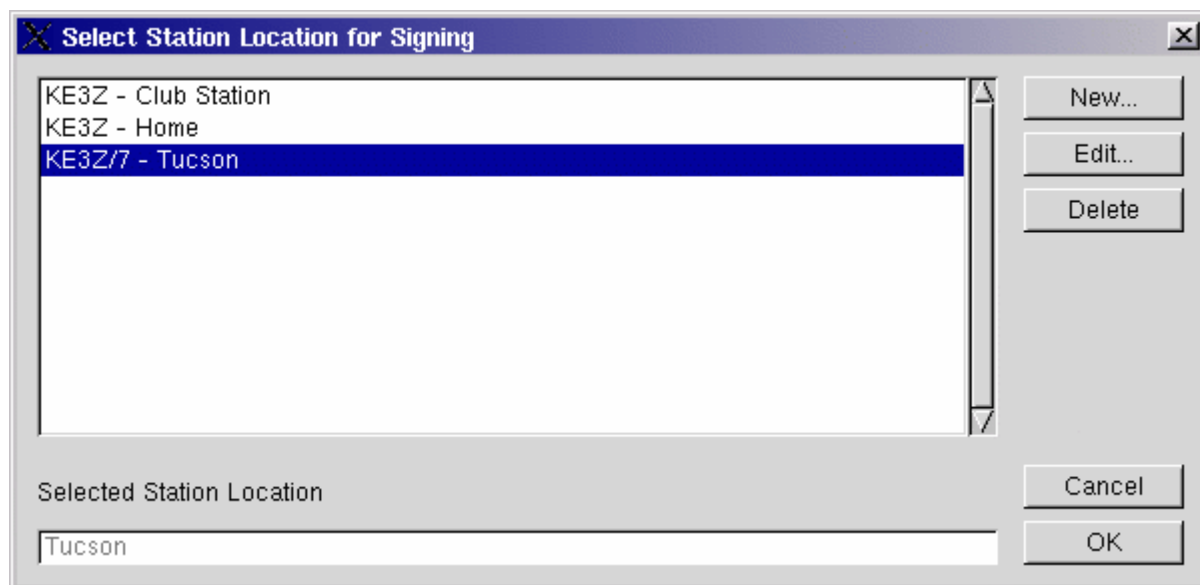 Select Station Location for Signing
KE3Z - Club Station
KE3Z - Home
KE3Z/7 - Tucson
New...
Edit...
Delete
Selected Station Location
Tucson
Cancel
OK